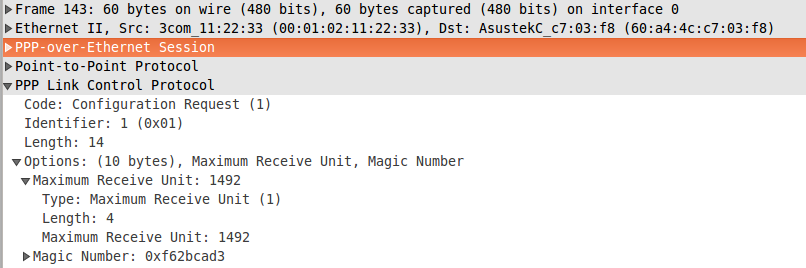 Frame 143: 60 bytes on wire (480 bits), 60 bytes captured (480 bits) on interface 0
Ethernet II, Src: 3com_11:22:33 (00:01:02:11:22:33), Dst: AsustekC_c7:03:f8 (60:a4:4c:c7:03:f8)
PPP-over-Ethernet Session
Point-to-Point Protocol
PPP Link Control Protocol
Code: Configuration Request (1)
Identifier: 1 (0x01)
Length: 14
Options: (10 bytes), Maximum Receive Unit, Magic Number
Maximum Receive Unit: 1492
Type: Maximum Receive Unit (1)
Length: 4
Maximum Receive Unit: 1492
Magic Number: 0xf62bcad3